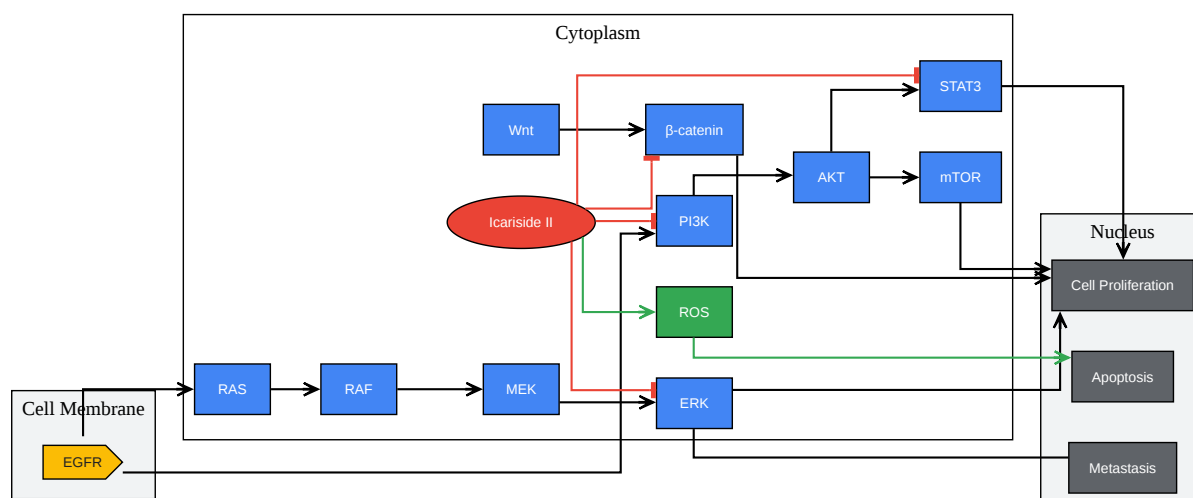 Cytoplasm
STAT3
Wnt
β-catenin
AKT
mTOR
Icariside II
PI3K
Nucleus
Cell Proliferation
ROS
RAS
RAF
MEK
ERK
Apoptosis
Cell Membrane
EGFR
Metastasis